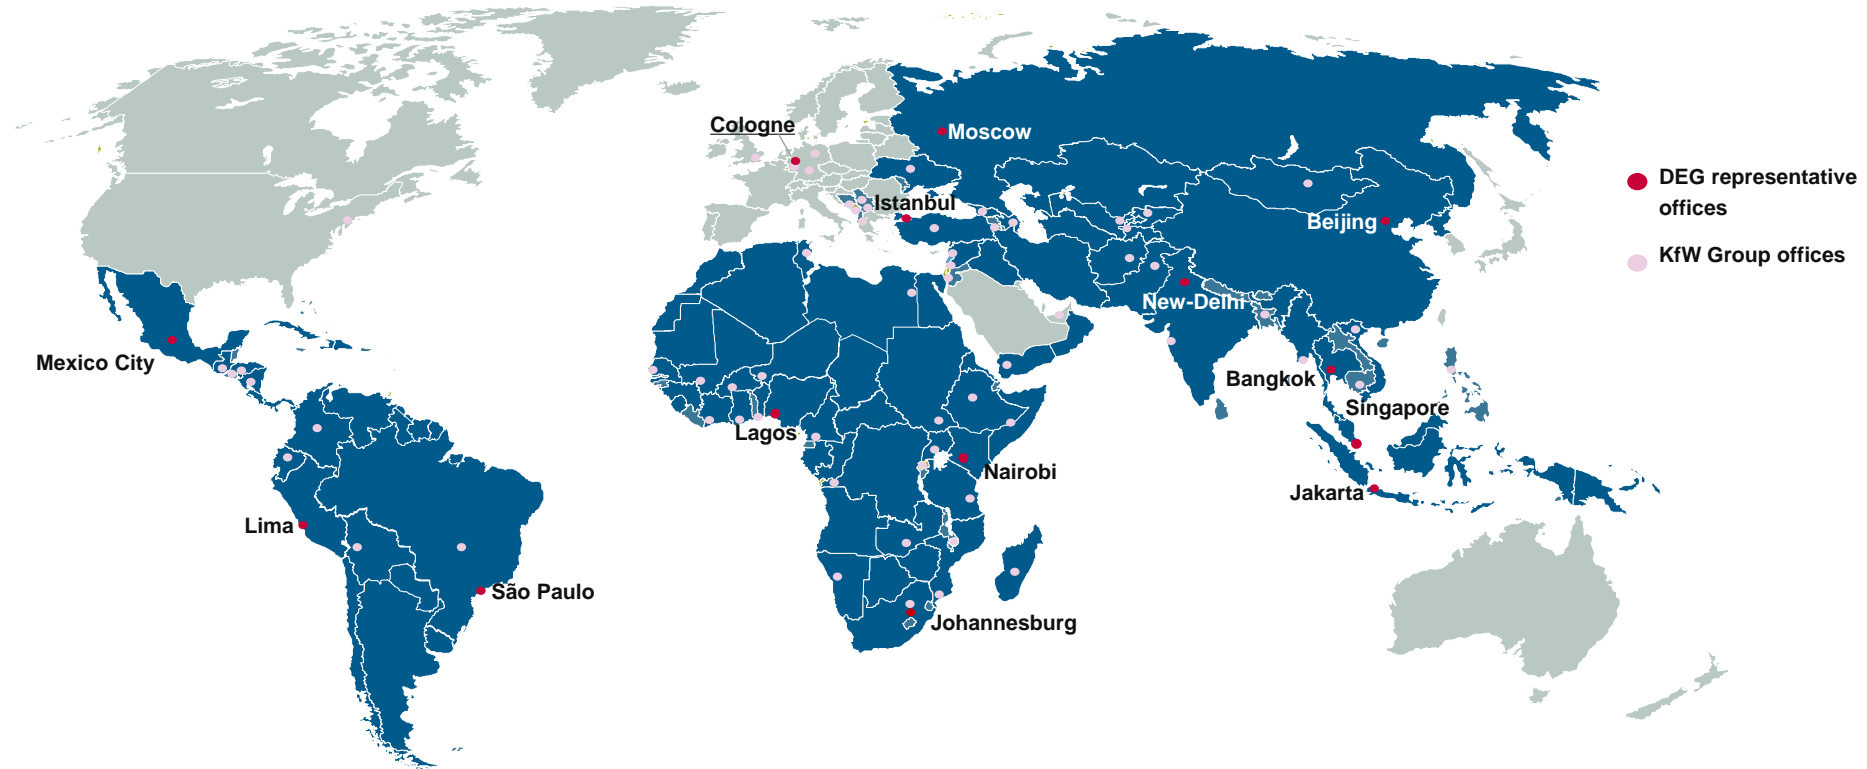 Cologne
Moscow
Istanbul
Beijing
New-Delhi
Mexico City
Bangkok
Singapore
Lagos
Nairobi
Jakarta
Lima
São Paulo
Johannesburg
DEG representative
offices
KfW Group offices